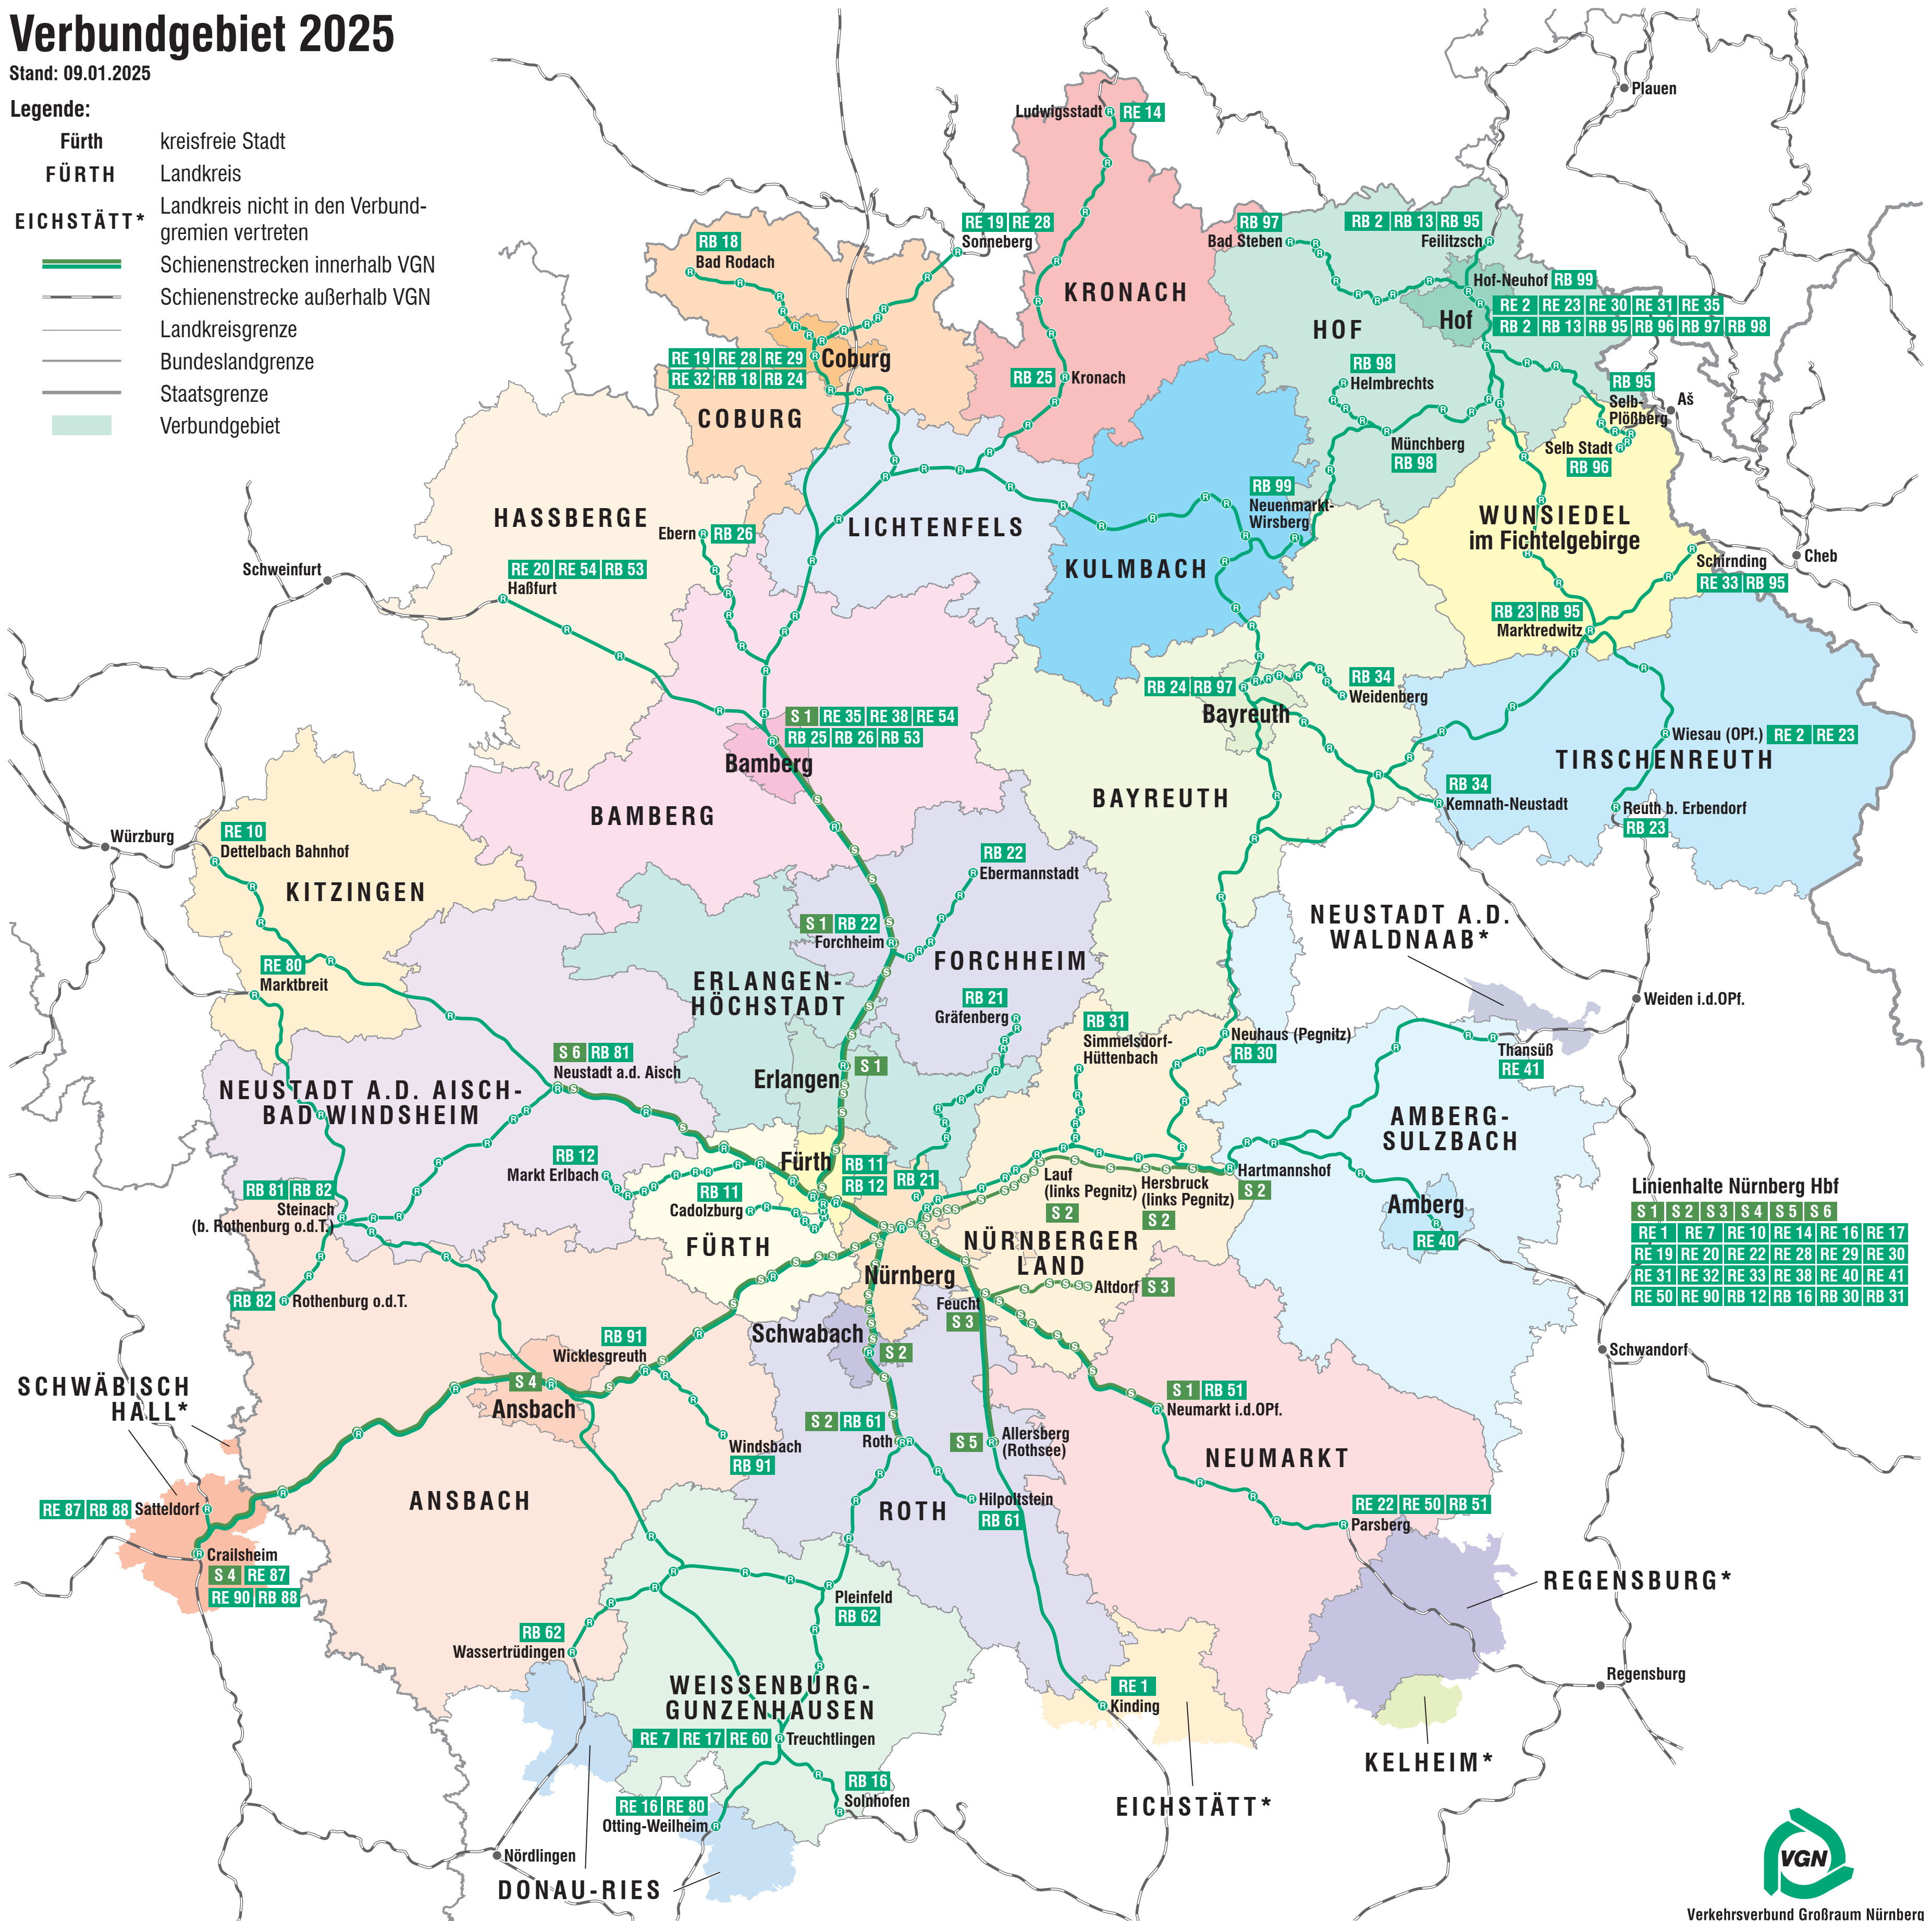 Verbundgebiet 2025
Stand: 09.01.2025
Legende:
Fürth kreisfreie Stadt
FÜRTH Landkreis
EICHSTÄTT* Landkreis nicht in den Verbund-
gremien vertreten
Schienenstrecken innerhalb VGN
Schienenstrecke außerhalb VGN
Landkreisgrenze
Bundeslandgrenze
Staatsgrenze
Verbundgebiet
Plauen
Ludwigsstadt RE 14
RE 19 RE 28
Sonneberg
RB 18
Bad Rodach
KRONACH
RB 97
Bad Steben
RB 2 RB 13 RB 95
Feilitzsch
Hof-Neuhof RB 99
RE 2 RE 23 RE 30 RE 31 RE 35
RB 2 RB 13 RB 95 RB 96 RB 97 RB 98
Hof
HOF
RE 19 RE 28 RE 29
RE 32 RB 18 RB 24
Coburg
COBURG
RB 25 Kronach
RB 98
Helmbrechts
RB 95
Selb-
Plößberg
Aš
Münchberg
RB 98
Selb Stadt
RB 96
HASSBERGE
Ebern RB 26
LICHTENFELS
RB 99
Neuenmarkt-
Wirsberg
WUNSIEDEL
im Fichtelgebirge
KULMBACH
Schirnding
RE 33 RB 95
Cheb
Schweinfurt
RE 20 RE 54 RB 53
Haßfurt
RB 23 RB 95
Marktredwitz
RB 24 RB 97
Bayreuth
RB 34
Weidenberg
S 1 RE 35 RE 38 RE 54
RB 25 RB 26 RB 53
Bamberg
Wiesau (OPf.) RE 2 RE 23
TIRSCHENREUTH
BAMBERG
BAYREUTH
RB 34
Kemnath-Neustadt
Reuth b. Erbendorf
RB 23
Würzburg
RE 10
Dettelbach Bahnhof
KITZINGEN
RB 22
Ebermannstadt
S 1 RB 22
Forchheim
FORCHHEIM
NEUSTADT A.D.
WALDNAAB*
RE 80
Marktbreit
ERLANGEN-
HÖCHSTADT
RB 21
Gräfenberg
Weiden i.d.OPf.
RB 31
Simmelsdorf-
Hüttenbach
Neuhaus (Pegnitz)
RB 30
Thansüß
RE 41
S 6 RB 81
Neustadt a.d. Aisch
Erlangen S 1
NEUSTADT A.D. AISCH-
BAD WINDSHEIM
AMBERG-
SULZBACH
RB 12
Markt Erlbach
Fürth
RB 11
RB 12
RB 21
Lauf
(links Pegnitz)
S 2
Hersbruck
(links Pegnitz)
S 2
Hartmannshof
S 2
RB 81 RB 82
Steinach
(b. Rothenburg o.d.T.)
RB 11
Cadolzburg
FÜRTH
Amberg
RE 40
Linienhalte Nürnberg Hbf
S 1 S 2 S 3 S 4 S 5 S 6
RE 1 RE 7 RE 10 RE 14 RE 16 RE 17
RE 19 RE 20 RE 22 RE 28 RE 29 RE 30
RE 31 RE 32 RE 33 RE 38 RE 40 RE 41
RE 50 RE 90 RB 12 RB 16 RB 30 RB 31
NÜRNBERGER
LAND
Nürnberg
Altdorf S 3
RB 82 Rothenburg o.d.T.
Feucht
S 3
Schwabach
S 2
RB 91
Wicklesgreuth
Schwandorf
SCHWÄBISCH
HALL*
S 4
Ansbach
S 1 RB 51
Neumarkt i.d.OPf.
S 2 RB 61
Roth
S 5
Allersberg
(Rothsee)
Windsbach
RB 91
NEUMARKT
ANSBACH
ROTH
Hilpoltstein
RB 61
RE 22 RE 50 RB 51
Parsberg
RE 87 RB 88 Satteldorf
Crailsheim
S 4 RE 87
RE 90 RB 88
REGENSBURG*
Pleinfeld
RB 62
RB 62
Wassertrüdingen
Regensburg
WEISSENBURG-
GUNZENHAUSEN
RE 1
Kinding
RE 7 RE 17 RE 60 Treuchtlingen
KELHEIM*
RB 16
Solnhofen
RE 16 RE 80
Otting-Weilheim
EICHSTÄTT*
Nördlingen
DONAU-RIES
VGN
Verkehrsverbund Großraum Nürnberg